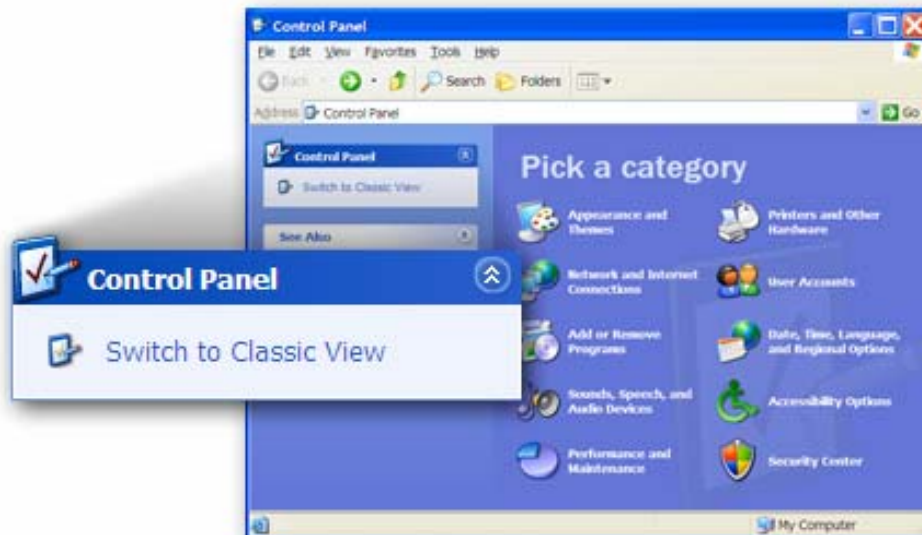 Control Panel
File Edit View Favorites Tools Help
Back Search Folders
Address Control Panel Go
Control Panel
Switch to Classic View
See Also
Control Panel
Switch to Classic View
Pick a category
Appearance and
Themes
Printers and Other
Hardware
Network and Internet
Connections
User Accounts
Add or Remove
Programs
Date, Time, Language,
and Regional Options
Sounds, Speech, and
Audio Devices
Accessibility Options
Performance and
Maintenance
Security Center
My Computer